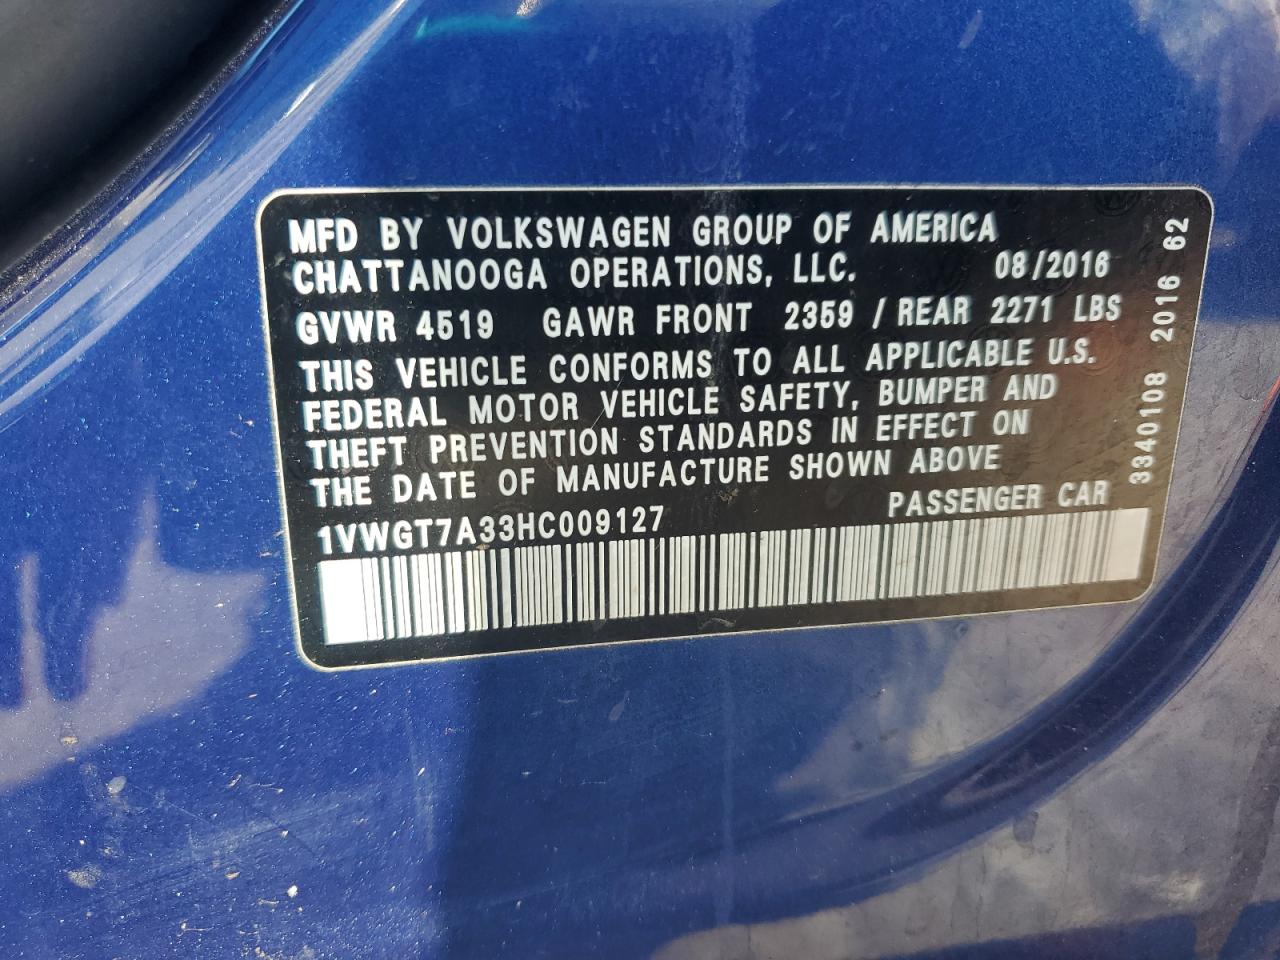 MFD BY VOLKSWAGEN GROUP OF AMERICA
CHATTANOOGA OPERATIONS, LLC. 08/2016
GVWR 4519 GAWR FRONT 2359 / REAR 2271 LBS
THIS VEHICLE CONFORMS TO ALL APPLICABLE U.S.
FEDERAL MOTOR VEHICLE SAFETY, BUMPER AND
THEFT PREVENTION STANDARDS IN EFFECT ON
THE DATE OF MANUFACTURE SHOWN ABOVE
1VWGT7A33HC009127 PASSENGER CAR
3340108 2016 62